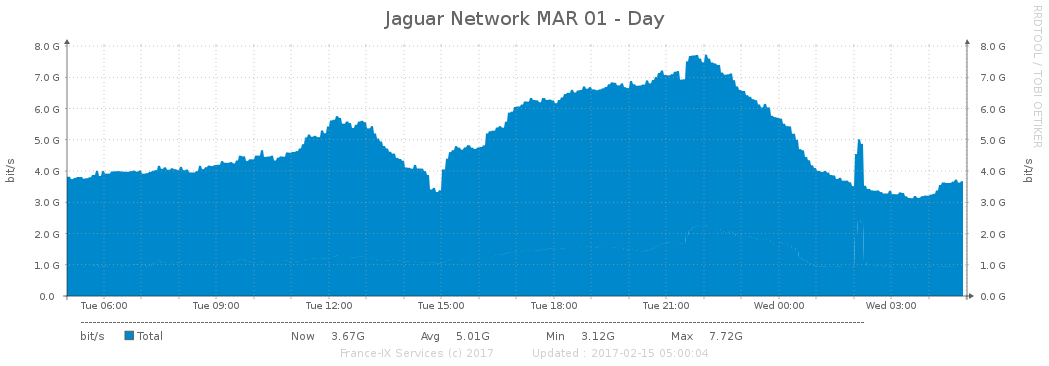 Jaguar Network MAR 01 - Day
RRDTOOL / TOBI OETIKER
bit/s
8.0 G 8.0 G
7.0 G 7.0 G
6.0 G 6.0 G
5.0 G 5.0 G
4.0 G 4.0 G
3.0 G 3.0 G
2.0 G 2.0 G
1.0 G 1.0 G
0.0 0.0 G
bit/s
Tue 06:00 Tue 09:00 Tue 12:00 Tue 15:00 Tue 18:00 Tue 21:00 Wed 00:00 Wed 03:00
bit/s Total Now 3.67G Avg 5.01G Min 3.12G Max 7.72G
France-IX Services (c) 2017 Updated : 2017-02-15 05:00:04